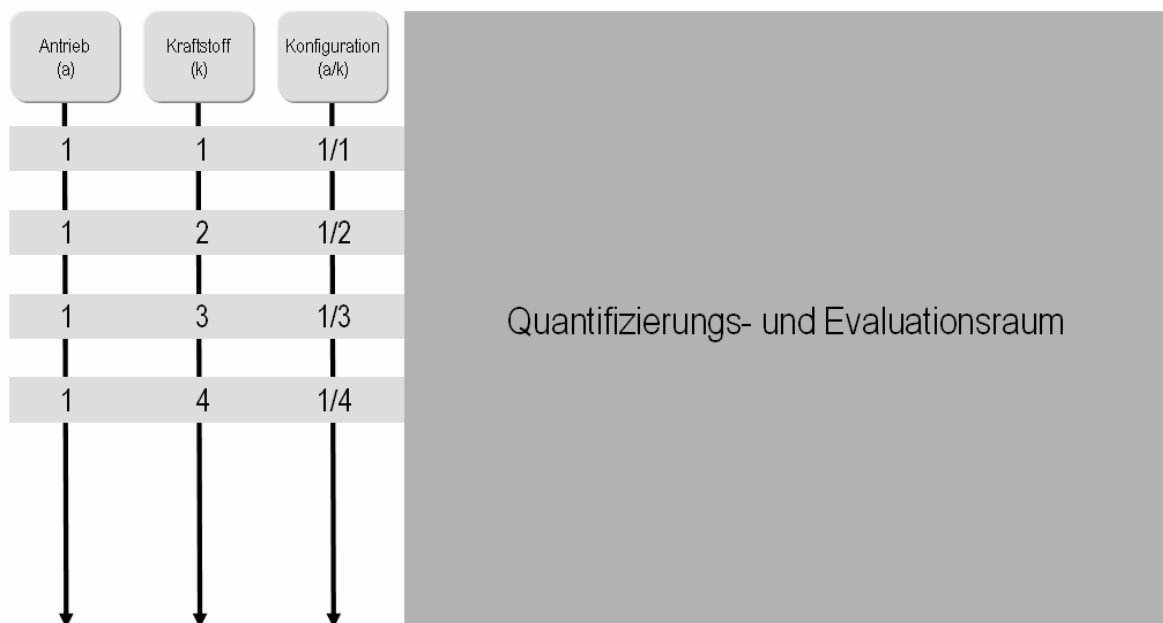 Antrieb
(a)
Kraftstoff
(k)
Konfiguration
(a/k)
1 1 1/1
1 2 1/2
1 3 1/3
1 4 1/4
Quantifizierungs- und Evaluationsraum